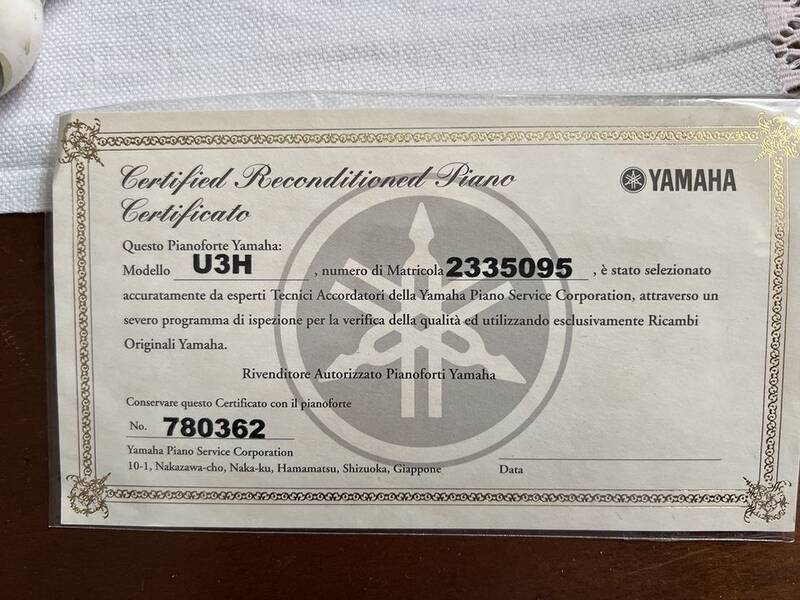 Certified Reconditioned Piano
YAMAHA
Certificato
Questo Pianoforte Yamaha:
Modello U3H , numero di Matricola 2335095 , è stato selezionato
accuratamente da esperti Tecnici Accordatori della Yamaha Piano Service Corporation, attraverso un
severo programma di ispezione per la verifica della qualità ed utilizzando esclusivamente Ricambi
Originali Yamaha.
Rivenditore Autorizzato Pianoforti Yamaha
Conservare questo Certificato con il pianoforte
No. 780362
Yamaha Piano Service Corporation
10-1, Nakazawa-cho, Naka-ku, Hamamatsu, Shizuoka, Giappone
Data